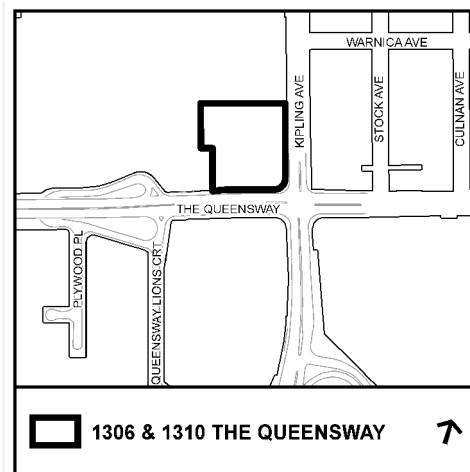 WARNICA AVE
KIPLING AVE
STOCK AVE
CULNAN AVE
THE QUEENSWAY
PLYWOOD PL
QUEENSWAY LIONS CRT
1306 & 1310 THE QUEENSWAY